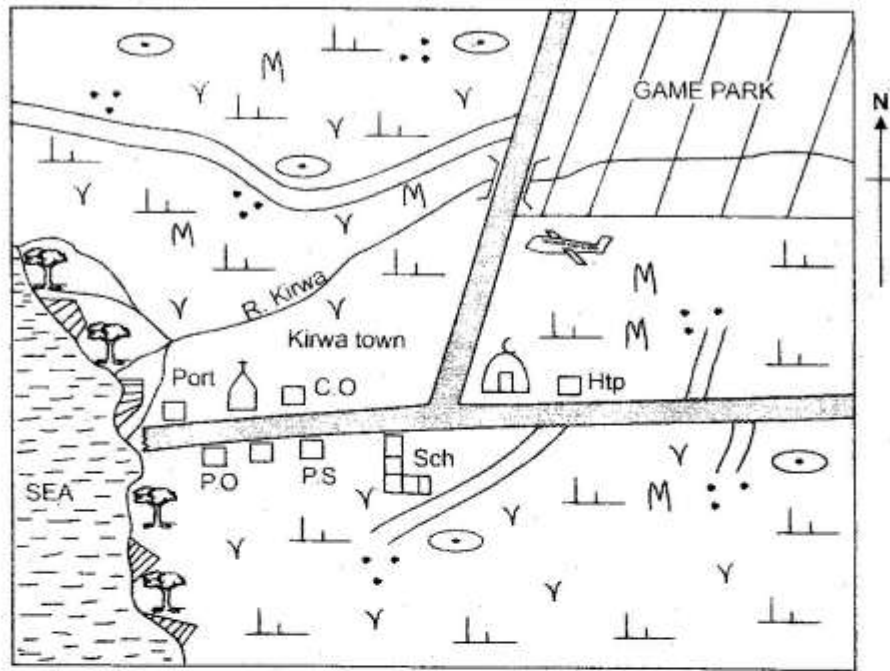 GAME PARK
N
R. Kirwa
Kirwa town
Port
C.O
Htp
P.O
P.S
Sch
SEA